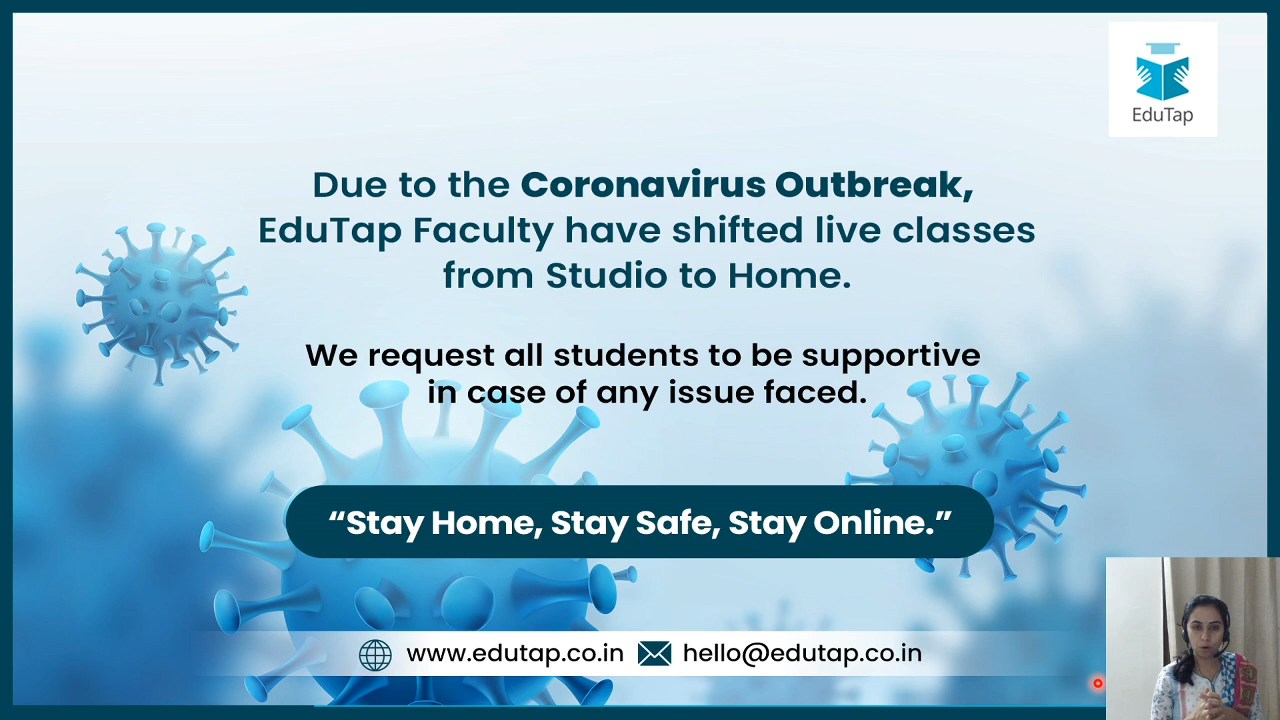 EduTap
Due to the Coronavirus Outbreak,
EduTap Faculty have shifted live classes
from Studio to Home.
We request all students to be supportive
in case of any issue faced.
“Stay Home, Stay Safe, Stay Online.”
www.edutap.co.in hello@edutap.co.in